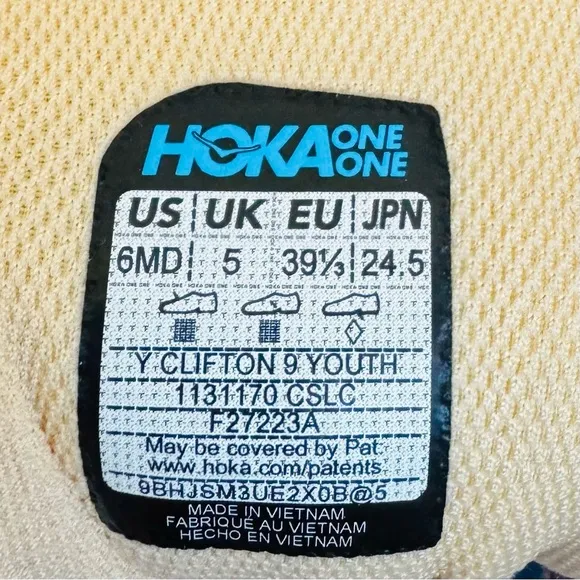 HOKA ONE ONE
US UK EU JPN
6MD 5 39⅓ 24.5
Y CLIFTON 9 YOUTH
1131170 CSLC
F27223A
May be covered by Pat.
www.hoka.com/patents
9BHJSM3UE2X0B@5
MADE IN VIETNAM
FABRIQUÉ AU VIETNAM
HECHO EN VIETNAM